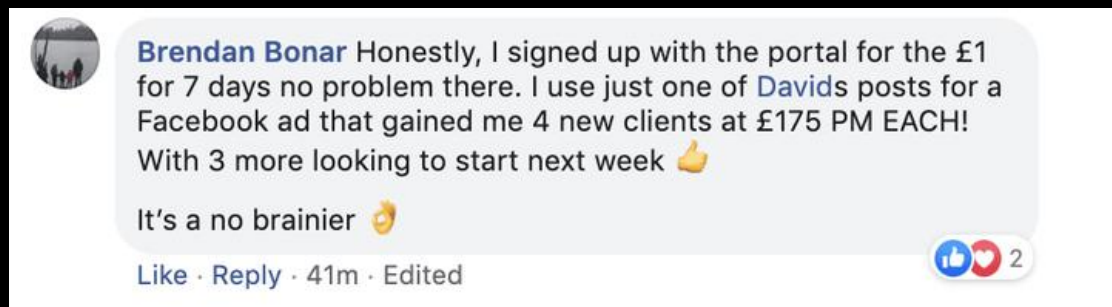 Brendan Bonar Honestly, I signed up with the portal for the £1
for 7 days no problem there. I use just one of Davids posts for a
Facebook ad that gained me 4 new clients at £175 PM EACH!
With 3 more looking to start next week 👍
It's a no brainier 👌
Like · Reply · 41m · Edited
2